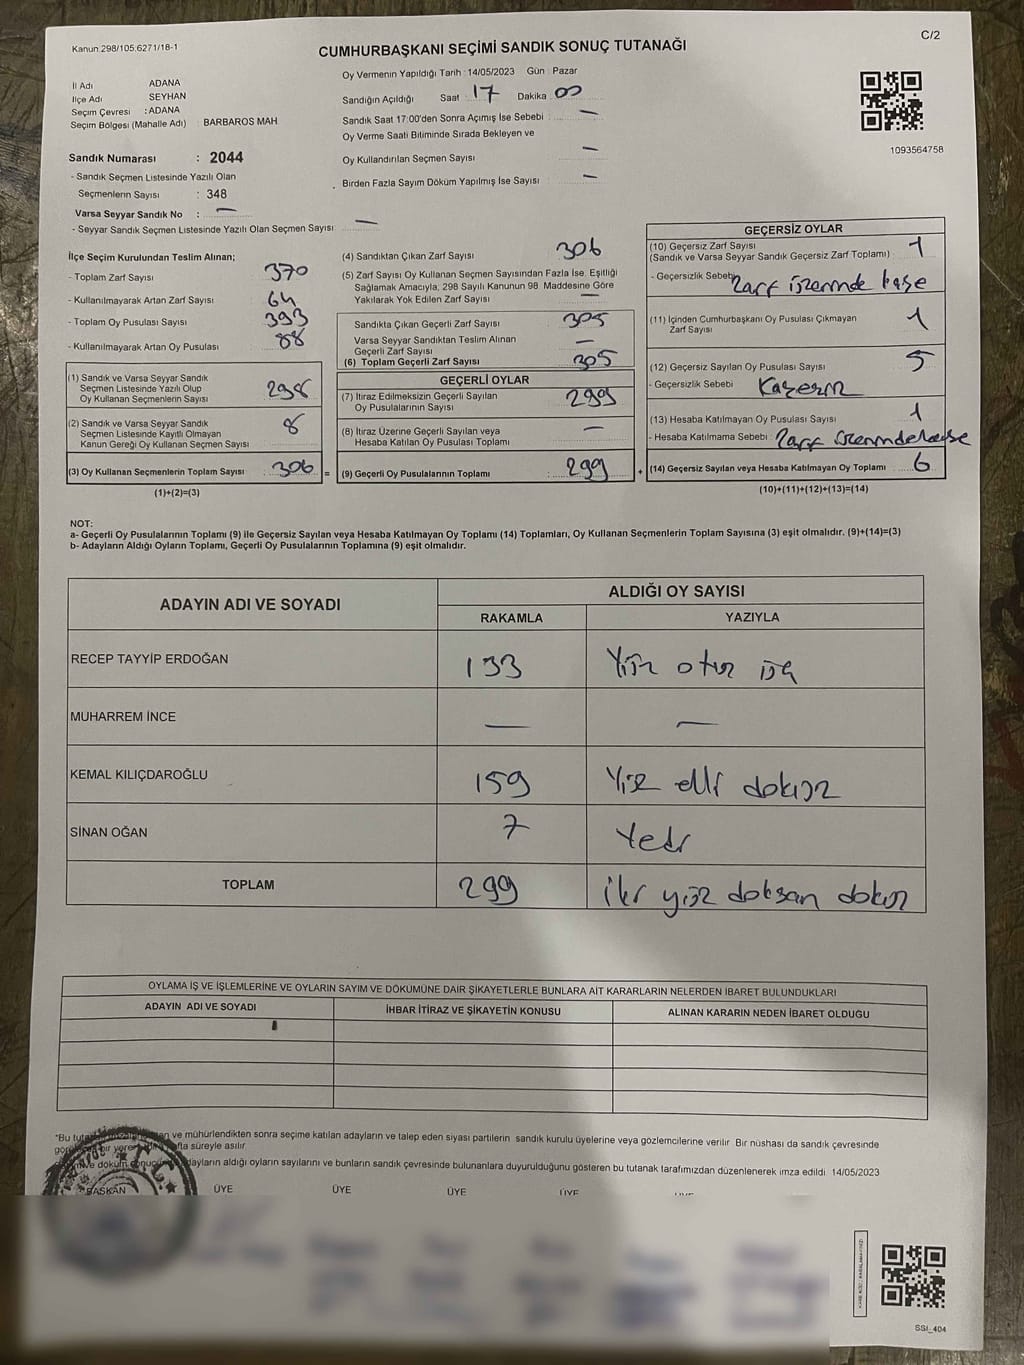 Kanun 298/105:6271/18-1
C/2
CUMHURBAŞKANI SEÇİMİ SANDIK SONUÇ TUTANAĞI
İl Adı ADANA
İlçe Adı SEYHAN
Seçim Çevresi : ADANA
Seçim Bölgesi (Mahalle Adı) : BARBAROS MAH.
Sandık Numarası : 2044
- Sandık Seçmen Listesinde Yazılı Olan
Seçmenlerin Sayısı : 348
Varsa Seyyar Sandık No : —
- Seyyar Sandık Seçmen Listesinde Yazılı Olan Seçmen Sayısı —
Oy Vermenin Yapıldığı Tarih : 14/05/2023 Gün : Pazar
Sandığın Açıldığı Saat 17 Dakika 00
Sandık Saat 17:00'den Sonra Açımış İse Sebebi : —
Oy Verme Saati Bitiminde Sırada Bekleyen ve
Oy Kullandırılan Seçmen Sayısı —
Birden Fazla Sayım Döküm Yapılmış İse Sayısı —
1093564758
İlçe Seçim Kurulundan Teslim Alınan;
- Toplam Zarf Sayısı : 370
- Kullanılmayarak Artan Zarf Sayısı : 64
- Toplam Oy Pusulası Sayısı : 393
- Kullanılmayarak Artan Oy Pusulası : 88
(1) Sandık ve Varsa Seyyar Sandık
Seçmen Listesinde Yazılı Olup
Oy Kullanan Seçmenlerin Sayısı : 298
(2) Sandık ve Varsa Seyyar Sandık
Seçmen Listesinde Kayıtlı Olmayan
Kanun Gereği Oy Kullanan Seçmen Sayısı : 8
(3) Oy Kullanan Seçmenlerin Toplam Sayısı : 306 =
(1)+(2)=(3)
(4) Sandıktan Çıkan Zarf Sayısı 306
(5) Zarf Sayısı Oy Kullanan Seçmen Sayısından Fazla İse, Eşitliği
Sağlamak Amacıyla, 298 Sayılı Kanunun 98. Maddesine Göre
Yakılarak Yok Edilen Zarf Sayısı —
Sandıkta Çıkan Geçerli Zarf Sayısı : 305
Varsa Seyyar Sandıktan Teslim Alınan
Geçerli Zarf Sayısı —
(6) Toplam Geçerli Zarf Sayısı : 305
GEÇERLİ OYLAR
(7) İtiraz Edilmeksizin Geçerli Sayılan
Oy Pusulalarının Sayısı : 299
(8) İtiraz Üzerine Geçerli Sayılan veya
Hesaba Katılan Oy Pusulası Toplamı : —
(9) Geçerli Oy Pusulalarının Toplamı : 299 +
GEÇERSİZ OYLAR
(10) Geçersiz Zarf Sayısı
(Sandık ve Varsa Seyyar Sandık Geçersiz Zarf Toplamı) : 1
- Geçersizlik Sebebi Zarf üzerinde kaşe
(11) İçinden Cumhurbaşkanı Oy Pusulası Çıkmayan
Zarf Sayısı : 1
(12) Geçersiz Sayılan Oy Pusulası Sayısı : 5
- Geçersizlik Sebebi
(13) Hesaba Katılmayan Oy Pusulası Sayısı : 1
- Hesaba Katılmama Sebebi : Zarf üzerinde kaşe
(14) Geçersiz Sayılan veya Hesaba Katılmayan Oy Toplamı : 6
(10)+(11)+(12)+(13)=(14)
NOT:
a- Geçerli Oy Pusulalarının Toplamı (9) ile Geçersiz Sayılan veya Hesaba Katılmayan Oy Toplamı (14) Toplamları, Oy Kullanan Seçmenlerin Toplam Sayısına (3) eşit olmalıdır. (9)+(14)=(3)
b- Adayların Aldığı Oyların Toplamı, Geçerli Oy Pusulalarının Toplamına (9) eşit olmalıdır.
ADAYIN ADI VE SOYADI ALDIĞI OY SAYISI
RAKAMLA YAZIYLA
RECEP TAYYİP ERDOĞAN 133 Yüz otuz üç
MUHARREM İNCE — —
KEMAL KILIÇDAROĞLU 159 Yüz elli dokuz
SİNAN OĞAN 7 Yedi
TOPLAM 299 iki yüz doksan dokuz
OYLAMA İŞ VE İŞLEMLERİNE VE OYLARIN SAYIM VE DÖKÜMÜNE DAİR ŞİKAYETLERLE BUNLARA AİT KARARLARIN NELERDEN İBARET BULUNDUKLARI
ADAYIN ADI VE SOYADI İHBAR İTİRAZ VE ŞİKAYETİN KONUSU ALINAN KARARIN NEDEN İBARET OLDUĞU
"Bu ve mühürlendikten sonra seçime katılan adayların ve talep eden siyasi partilerin sandık kurulu üyelerine veya gözlemcilerine verilir. Bir nüshası da sandık çevresinde
bir yere hafta süreyle asılır.
ve döküm sonucunda adayların aldığı oyların sayılarını ve bunların sandık çevresinde bulunanlara duyurulduğunu gösteren bu tutanak tarafımızdan düzenlenerek imza edildi. 14/05/2023
BAŞKAN ÜYE ÜYE ÜYE ÜYE
SSI_404